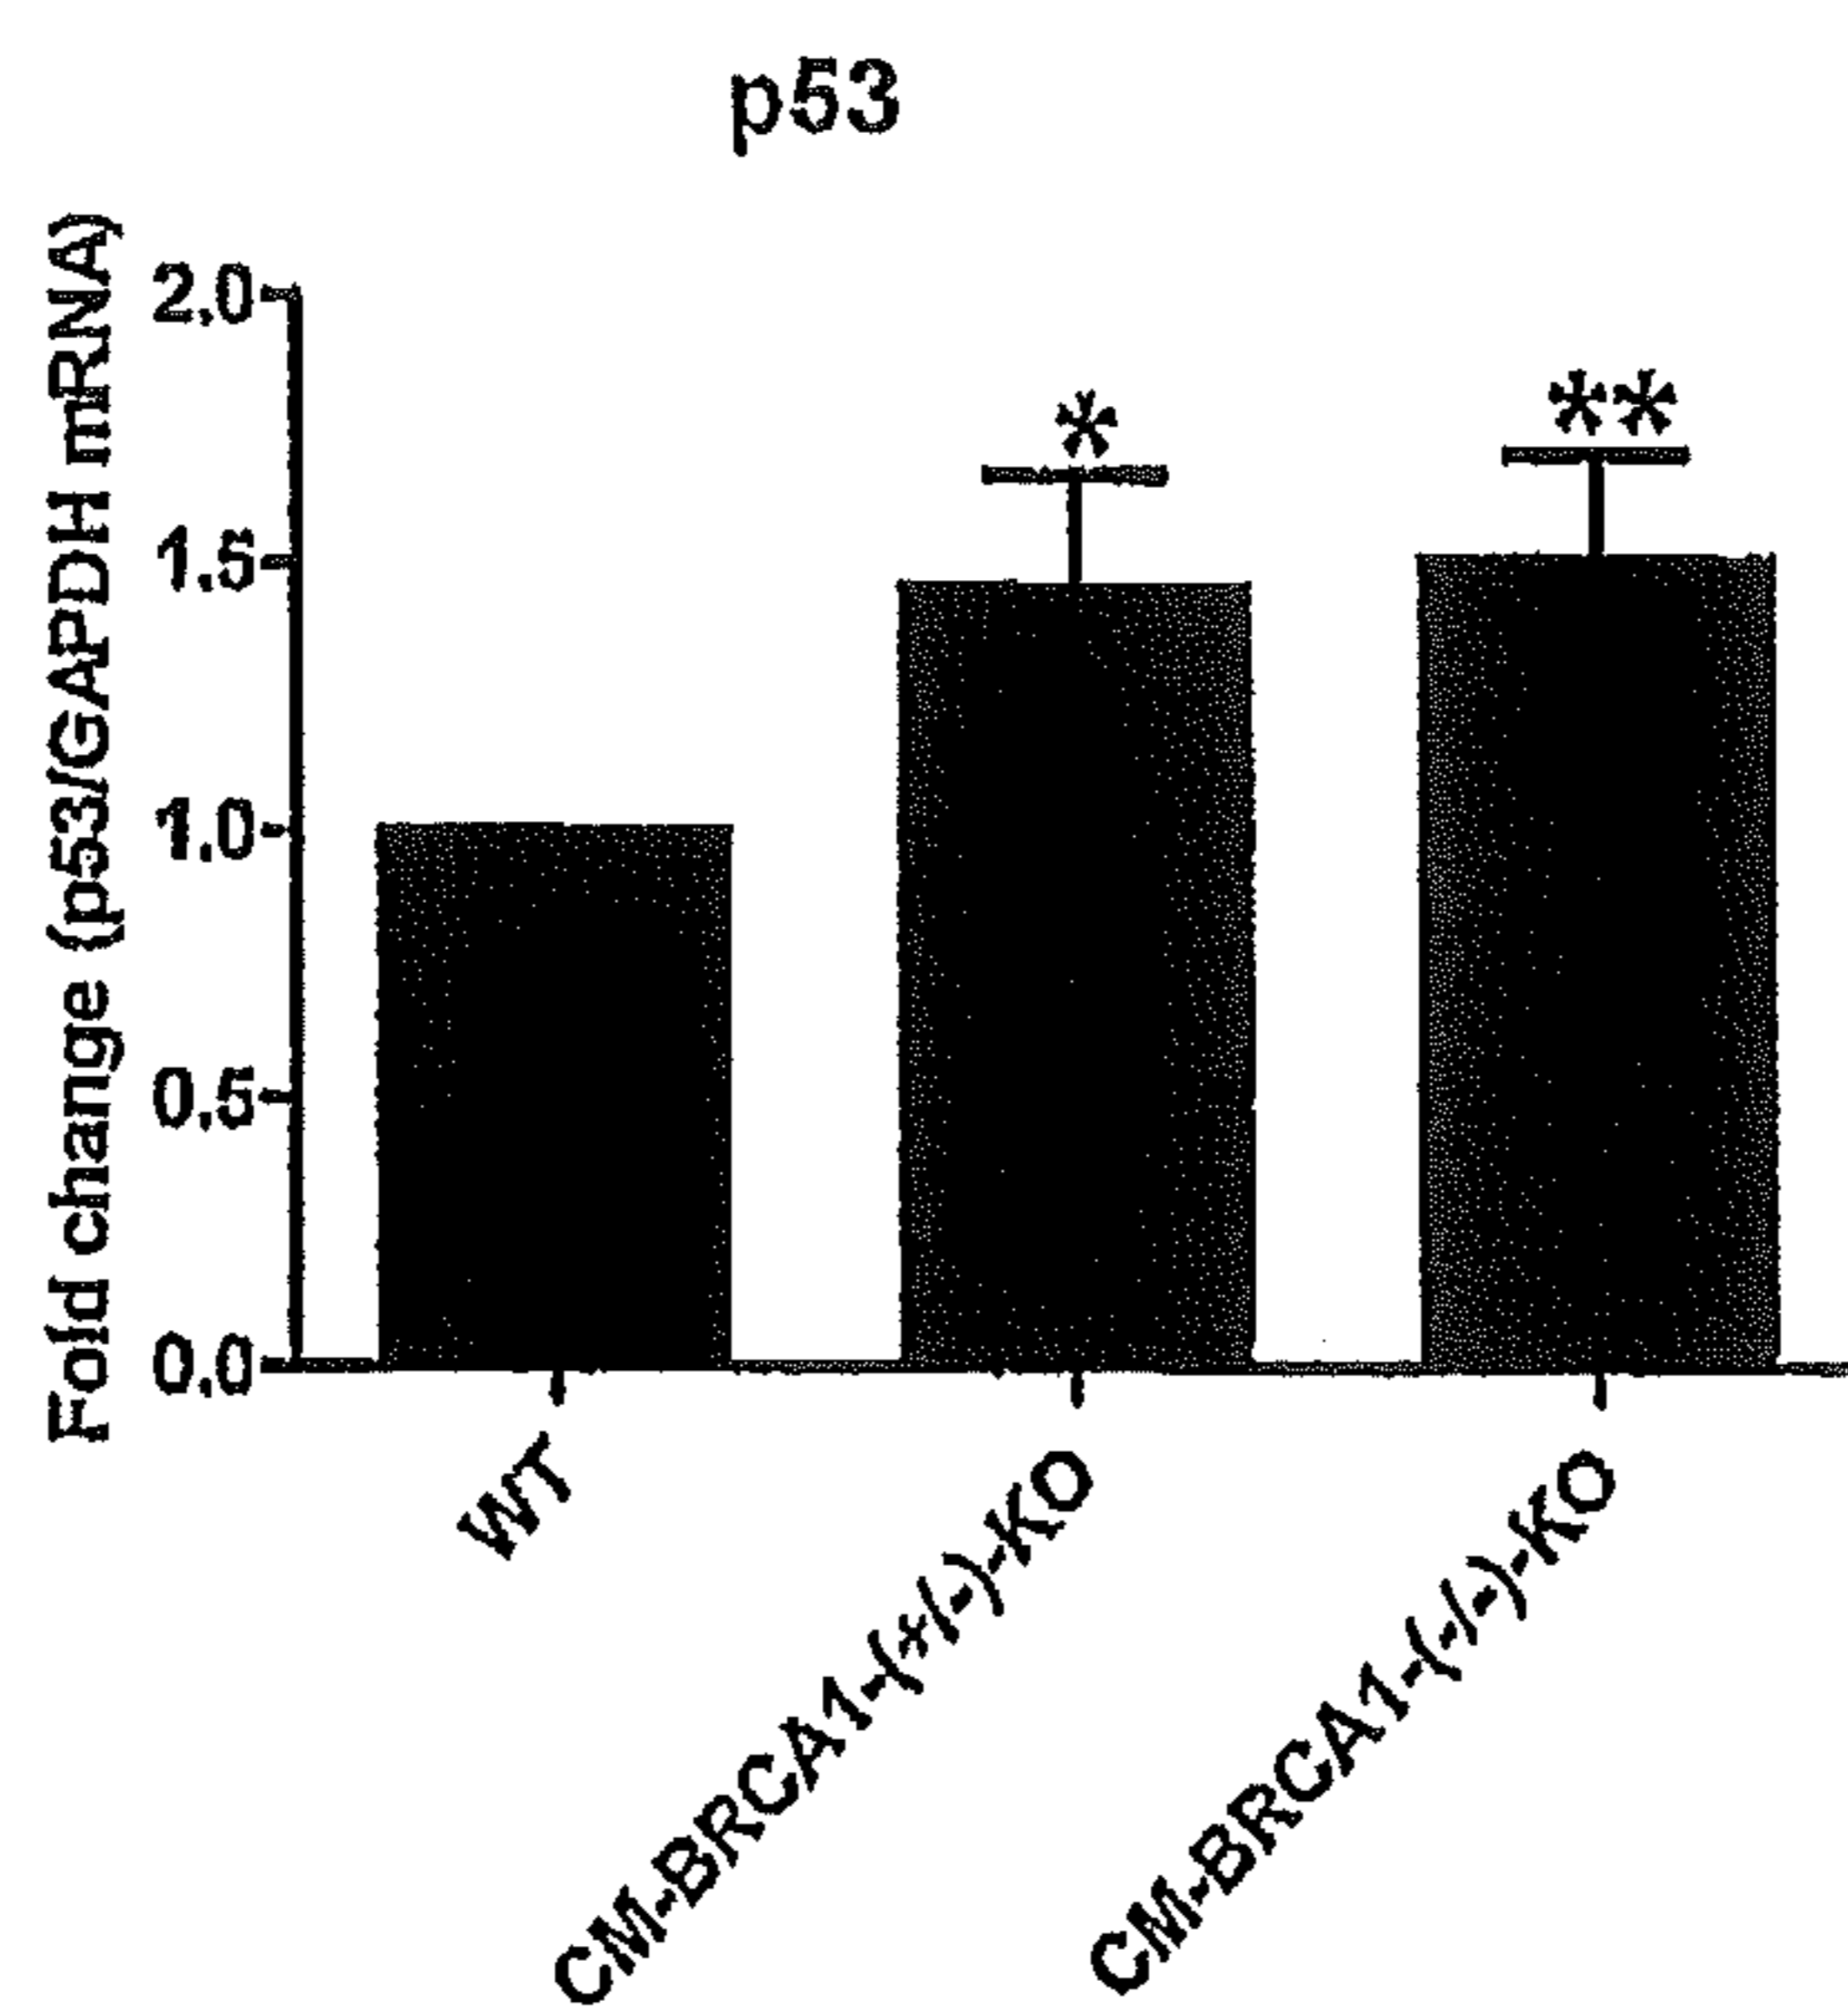 p53
Fold change (p53/GAPDH mRNA)
2.0
1.5
1.0
0.5
0.0
*
**
WT
CM-BRCA1-(+/-)-KO
CM-BRCA1-(-/-)-KO